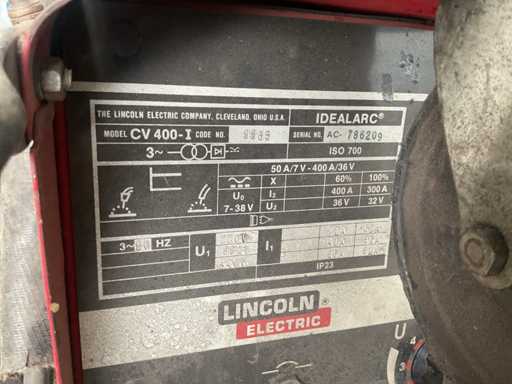 THE LINCOLN ELECTRIC COMPANY, CLEVELAND, OHIO U.S.A. IDEALARC®
MODEL CV 400-I CODE NO. SERIAL NO. AC- 786209
3~ ISO 700
50 A/7 V - 400 A/36 V
X 60% 100%
U₀ I₂ 400 A 300 A
7-38 V U₂ 36 V 32 V
3~ HZ U₁ I₁
IP23
LINCOLN®
ELECTRIC
U
4
3